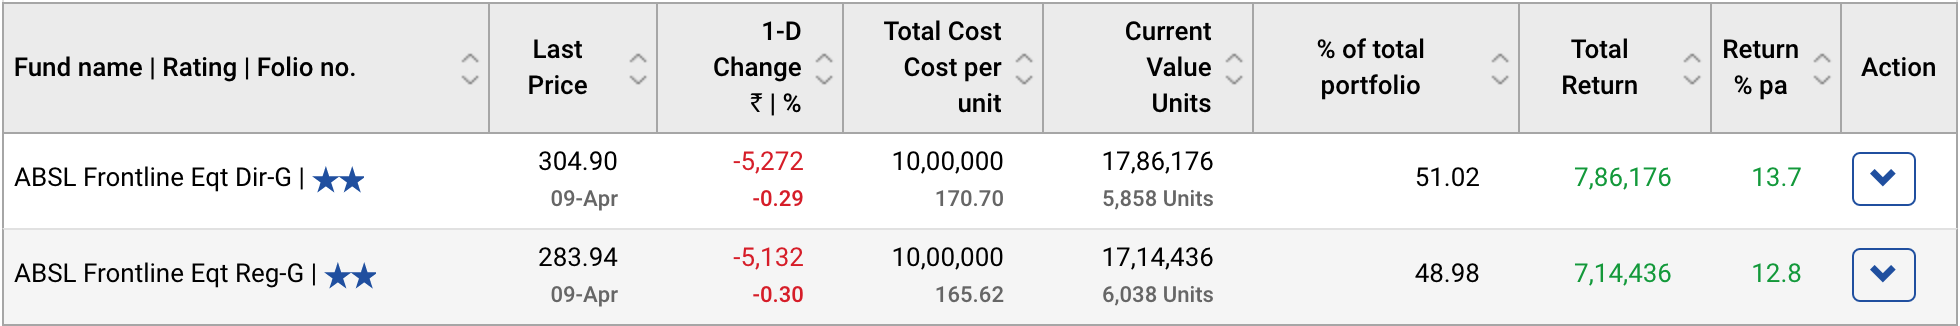 Fund name | Rating | Folio no.
Last
Price
1-D
Change
₹ | %
Total Cost
Cost per
unit
Current
Value
Units
% of total
portfolio
Total
Return
Return
% pa
Action
ABSL Frontline Eqt Dir-G |
304.90
09-Apr
-5,272
-0.29
10,00,000
170.70
17,86,176
5,858 Units
51.02
7,86,176
13.7
ABSL Frontline Eqt Reg-G |
283.94
09-Apr
-5,132
-0.30
10,00,000
165.62
17,14,436
6,038 Units
48.98
7,14,436
12.8